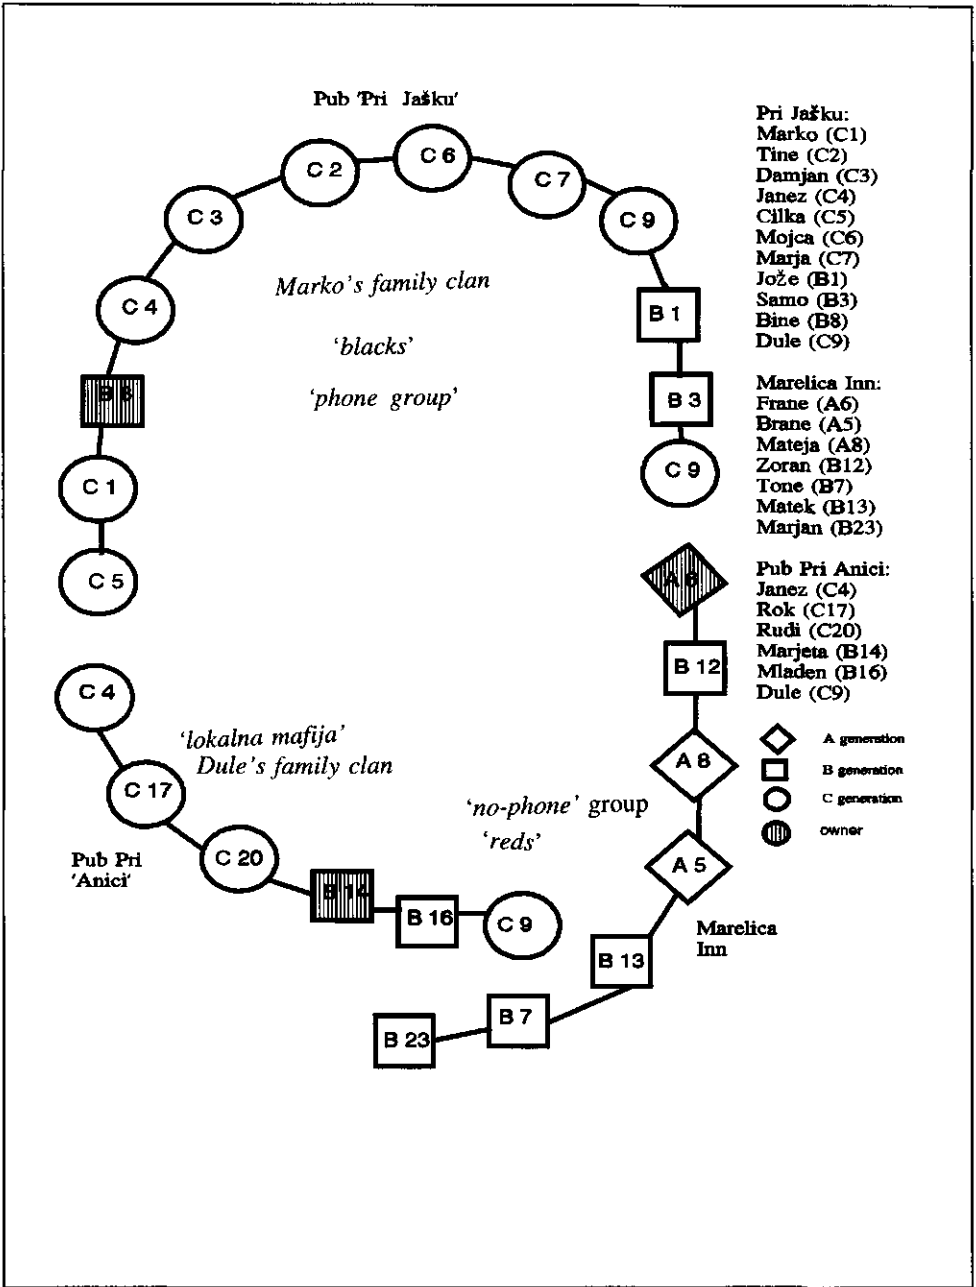 Pub 'Pri Jašku'
C 6
C 2
C 7
C 3
C 9
C 4
B 1
B 8
B 3
C 1
C 9
C 5
Marko's family clan
'blacks'
'phone group'
A 6
B 12
A 8
A 5
B 13
B 7
B 23
'no-phone' group
'reds'
Marelica
Inn
C 4
C 17
C 20
B 14
B 16
C 9
'lokalna mafija'
Dule's family clan
Pub Pri
'Anici'
Pri Jašku:
Marko (C1)
Tine (C2)
Damjan (C3)
Janez (C4)
Cilka (C5)
Mojca (C6)
Marja (C7)
Jože (B1)
Samo (B3)
Bine (B8)
Dule (C9)
Marelica Inn:
Frane (A6)
Brane (A5)
Mateja (A8)
Zoran (B12)
Tone (B7)
Matek (B13)
Marjan (B23)
Pub Pri Anici:
Janez (C4)
Rok (C17)
Rudi (C20)
Marjeta (B14)
Mladen (B16)
Dule (C9)
A generation
B generation
C generation
owner